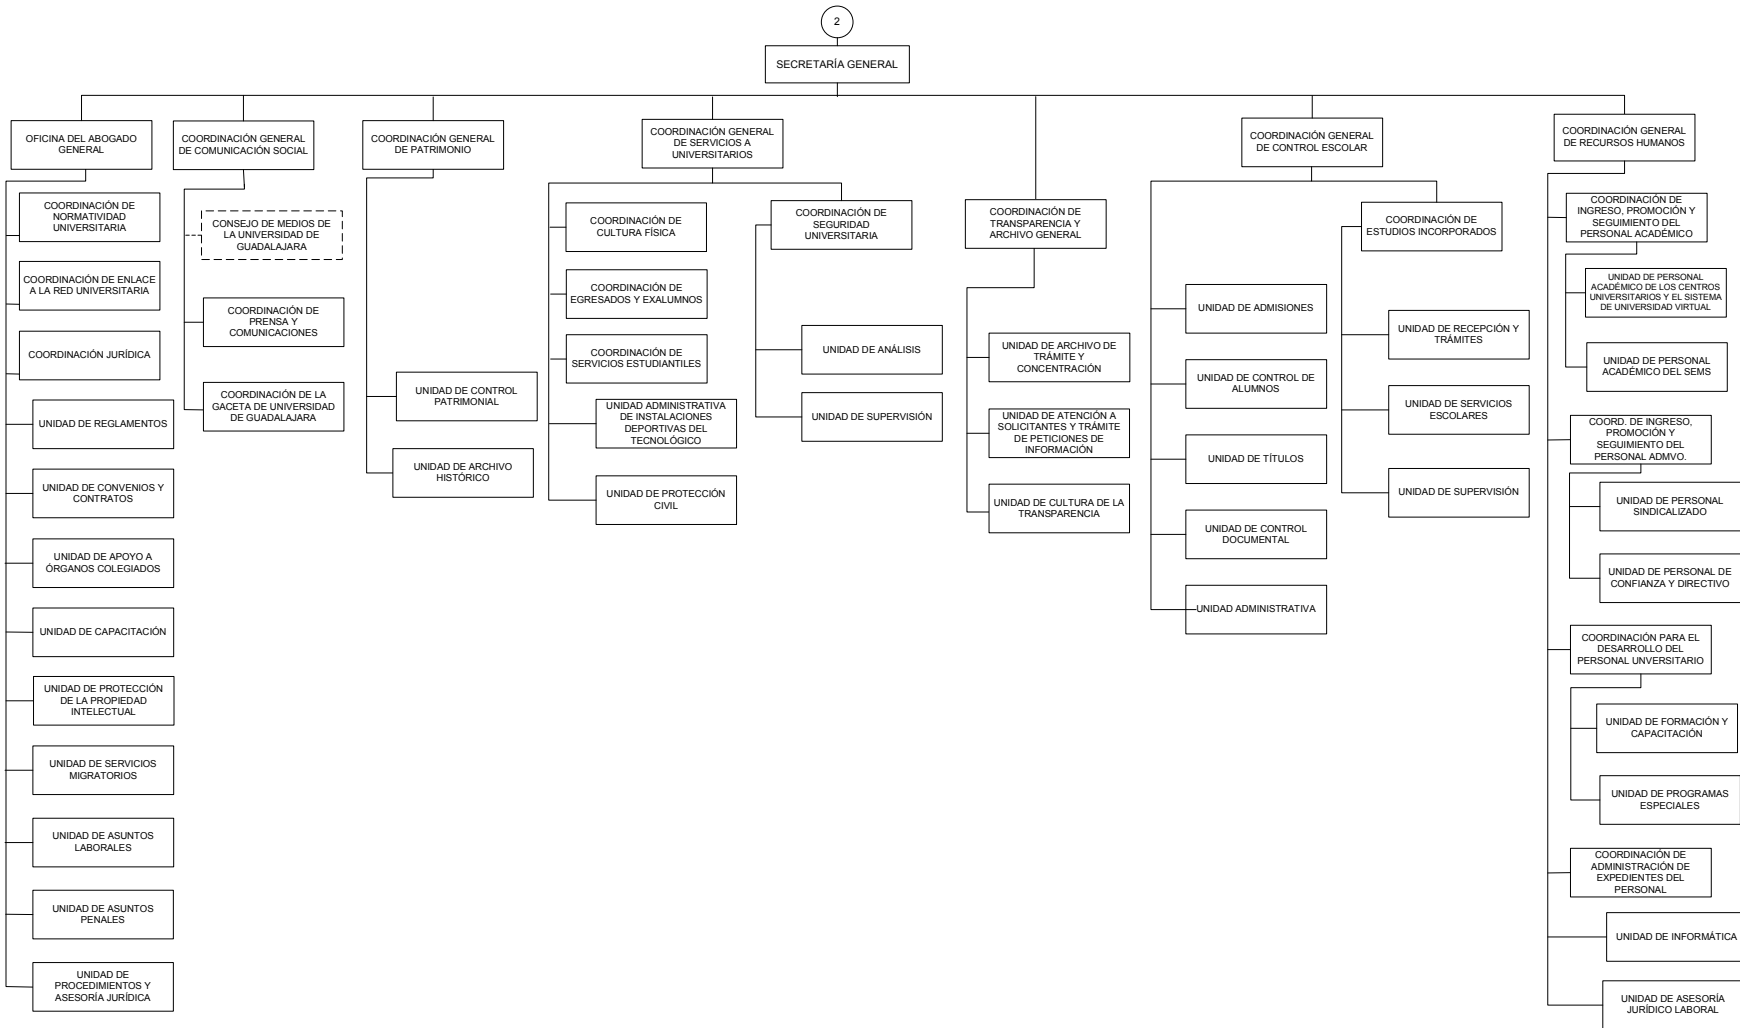 2
SECRETARÍA GENERAL
OFICINA DEL ABOGADO
GENERAL
COORDINACIÓN DE
NORMATIVIDAD
UNIVERSITARIA
COORDINACIÓN DE ENLACE
A LA RED UNIVERSITARIA
COORDINACIÓN JURÍDICA
UNIDAD DE REGLAMENTOS
UNIDAD DE CONVENIOS Y
CONTRATOS
UNIDAD DE APOYO A
ÓRGANOS COLEGIADOS
UNIDAD DE CAPACITACIÓN
UNIDAD DE PROTECCIÓN
DE LA PROPIEDAD
INTELECTUAL
UNIDAD DE SERVICIOS
MIGRATORIOS
UNIDAD DE ASUNTOS
LABORALES
UNIDAD DE ASUNTOS
PENALES
UNIDAD DE
PROCEDIMIENTOS Y
ASESORÍA JURÍDICA
COORDINACIÓN GENERAL
DE COMUNICACIÓN SOCIAL
CONSEJO DE MEDIOS DE
LA UNIVERSIDAD DE
GUADALAJARA
COORDINACIÓN DE
PRENSA Y
COMUNICACIONES
COORDINACIÓN DE LA
GACETA DE UNIVERSIDAD
DE GUADALAJARA
COORDINACIÓN GENERAL
DE PATRIMONIO
UNIDAD DE CONTROL
PATRIMONIAL
UNIDAD DE ARCHIVO
HISTÓRICO
COORDINACIÓN GENERAL
DE SERVICIOS A
UNIVERSITARIOS
COORDINACIÓN DE
CULTURA FÍSICA
COORDINACIÓN DE
EGRESADOS Y EXALUMNOS
COORDINACIÓN DE
SERVICIOS ESTUDIANTILES
UNIDAD ADMINISTRATIVA
DE INSTALACIONES
DEPORTIVAS DEL
TECNOLÓGICO
UNIDAD DE PROTECCIÓN
CIVIL
COORDINACIÓN DE
SEGURIDAD
UNIVERSITARIA
UNIDAD DE ANÁLISIS
UNIDAD DE SUPERVISIÓN
COORDINACIÓN DE
TRANSPARENCIA Y
ARCHIVO GENERAL
UNIDAD DE ARCHIVO DE
TRÁMITE Y
CONCENTRACIÓN
UNIDAD DE ATENCIÓN A
SOLICITANTES Y TRÁMITE
DE PETICIONES DE
INFORMACIÓN
UNIDAD DE CULTURA DE LA
TRANSPARENCIA
COORDINACIÓN GENERAL
DE CONTROL ESCOLAR
UNIDAD DE ADMISIONES
UNIDAD DE CONTROL DE
ALUMNOS
UNIDAD DE TÍTULOS
UNIDAD DE CONTROL
DOCUMENTAL
UNIDAD ADMINISTRATIVA
COORDINACIÓN DE
ESTUDIOS INCORPORADOS
UNIDAD DE RECEPCIÓN Y
TRÁMITES
UNIDAD DE SERVICIOS
ESCOLARES
UNIDAD DE SUPERVISIÓN
COORDINACIÓN GENERAL
DE RECURSOS HUMANOS
COORDINACIÓN DE
INGRESO, PROMOCIÓN Y
SEGUIMIENTO DEL
PERSONAL ACADÉMICO
UNIDAD DE PERSONAL
ACADÉMICO DE LOS CENTROS
UNIVERSITARIOS Y EL SISTEMA
DE UNIVERSIDAD VIRTUAL
UNIDAD DE PERSONAL
ACADÉMICO DEL SEMS
COORD. DE INGRESO,
PROMOCIÓN Y
SEGUIMIENTO DEL
PERSONAL ADMVO.
UNIDAD DE PERSONAL
SINDICALIZADO
UNIDAD DE PERSONAL DE
CONFIANZA Y DIRECTIVO
COORDINACIÓN PARA EL
DESARROLLO DEL
PERSONAL UNVERSITARIO
UNIDAD DE FORMACIÓN Y
CAPACITACIÓN
UNIDAD DE PROGRAMAS
ESPECIALES
COORDINACIÓN DE
ADMINISTRACIÓN DE
EXPEDIENTES DEL
PERSONAL
UNIDAD DE INFORMÁTICA
UNIDAD DE ASESORÍA
JURÍDICO LABORAL